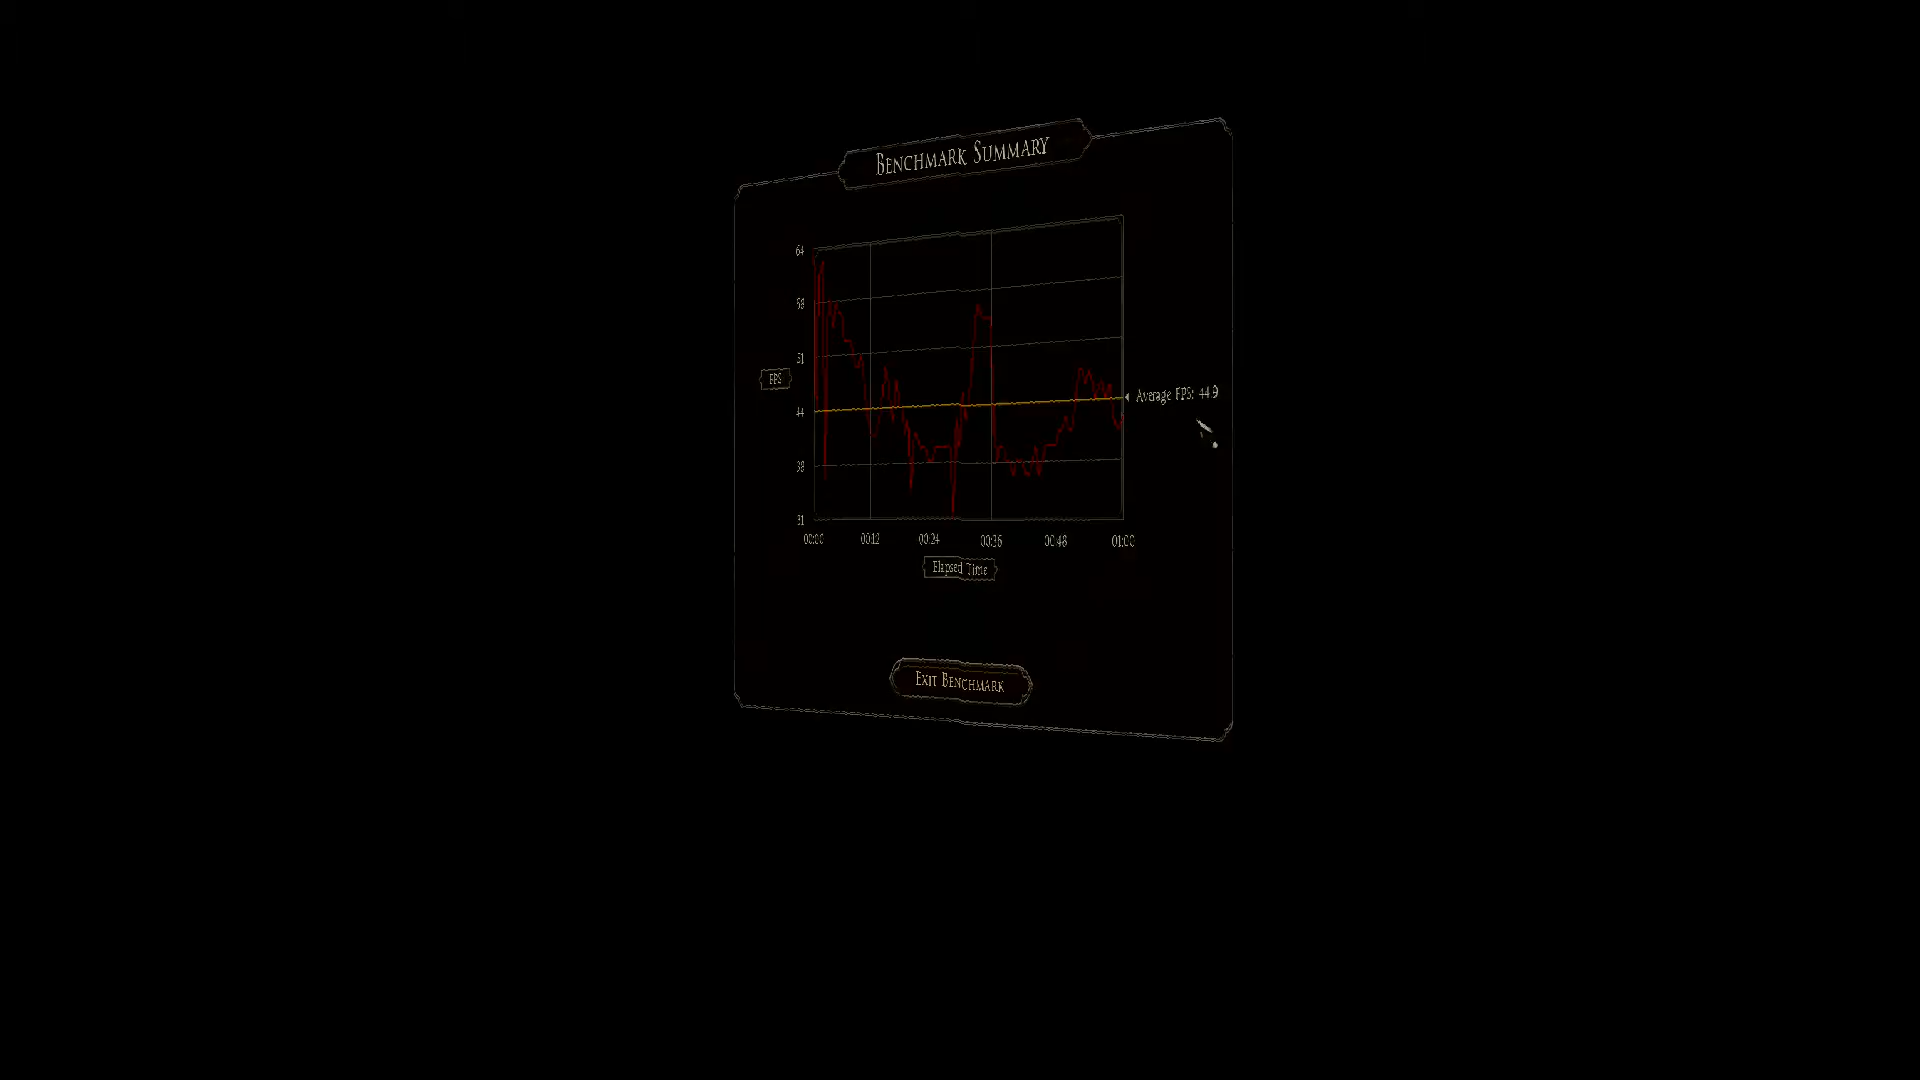 BENCHMARK SUMMARY
64
58
51
FPS
Average FPS: 44.9
44
38
31
00:00 00:12 00:24 00:36 00:48 01:00
Elapsed Time
EXIT BENCHMARK